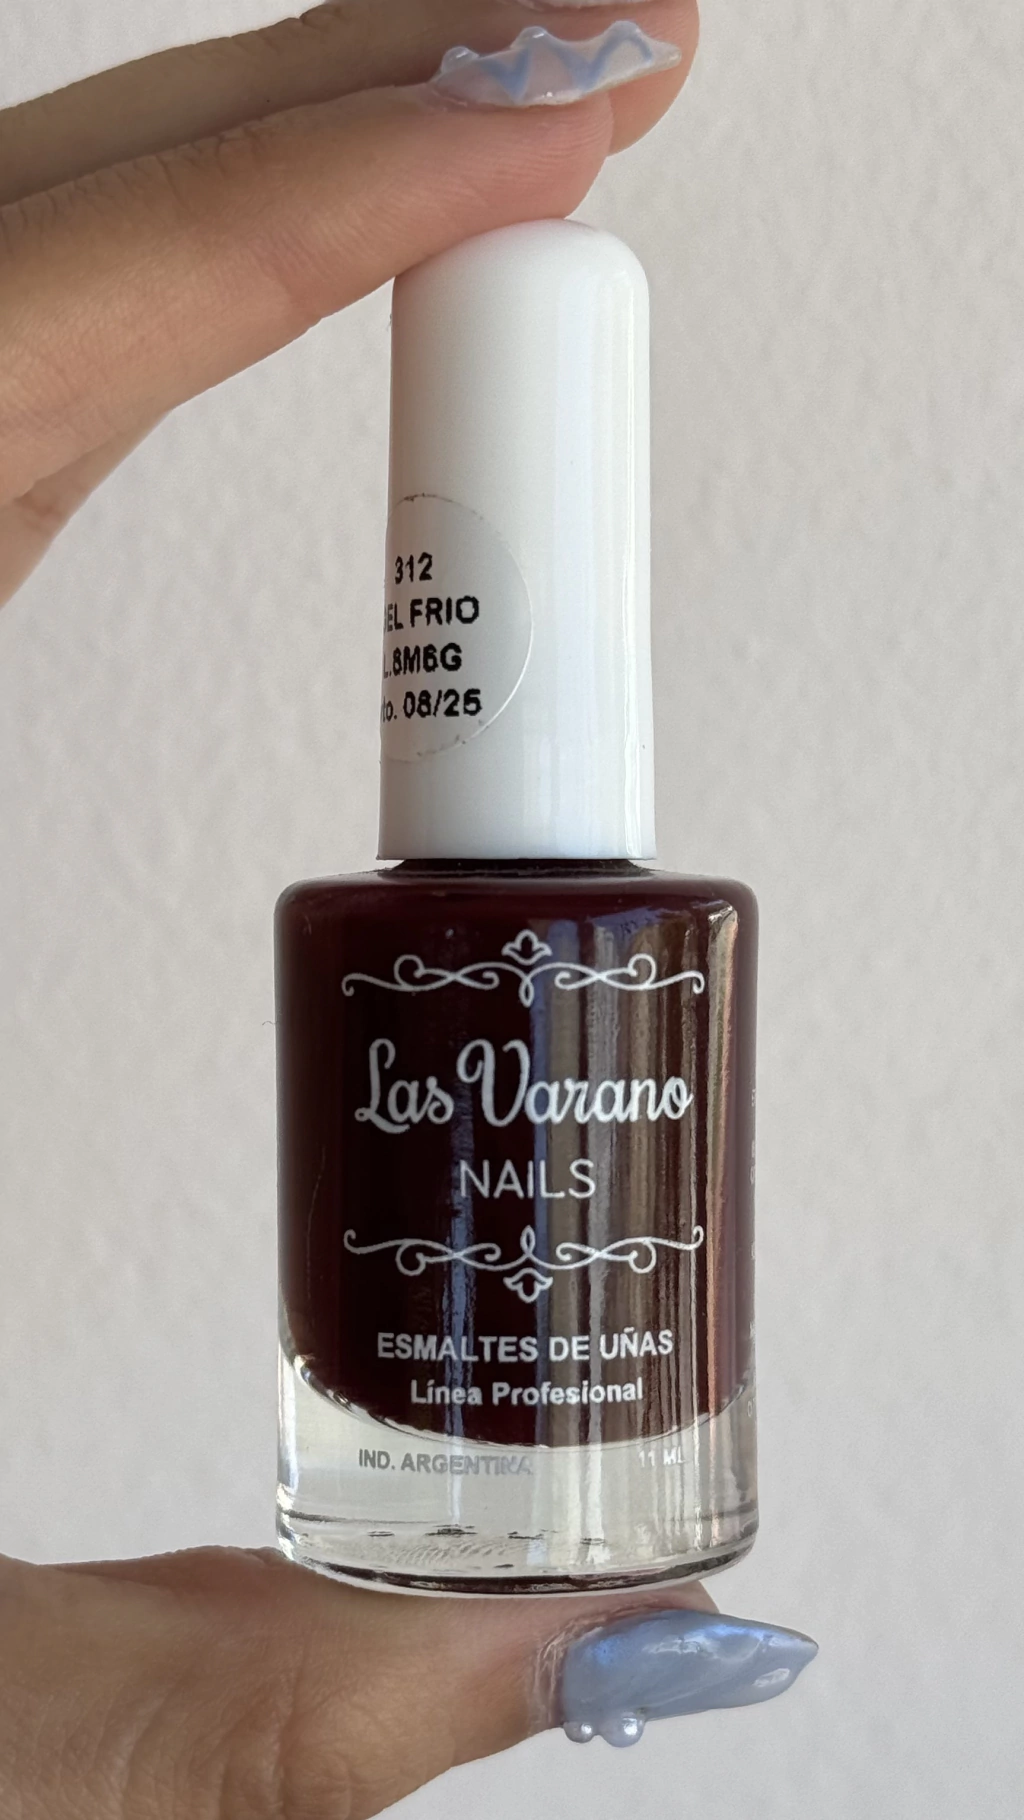 312
EL FRIO
L.8M6G
to. 08/25
Las Varano
NAILS
ESMALTES DE UÑAS
Línea Profesional
IND. ARGENTINA 11 ML